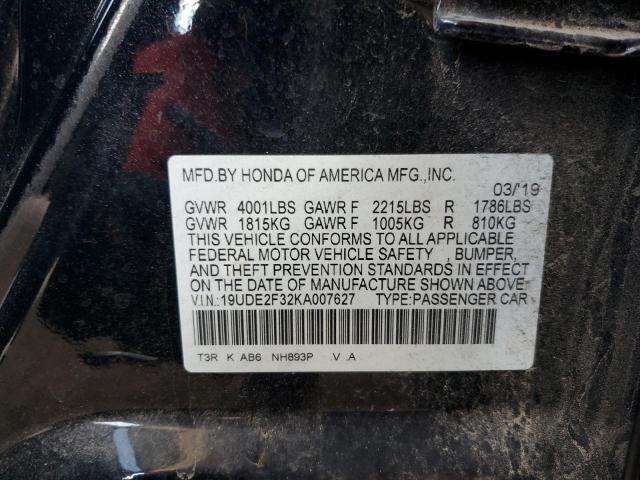 MFD.BY HONDA OF AMERICA MFG.,INC.
03/'19
GVWR 4001LBS GAWR F 2215LBS R 1786LBS
GVWR 1815KG GAWR F 1005KG R 810KG
THIS VEHICLE CONFORMS TO ALL APPLICABLE
FEDERAL MOTOR VEHICLE SAFETY , BUMPER,
AND THEFT PREVENTION STANDARDS IN EFFECT
ON THE DATE OF MANUFACTURE SHOWN ABOVE.
V.I.N.:19UDE2F32KA007627 TYPE:PASSENGER CAR
T3R K AB6 NH893P .V .A